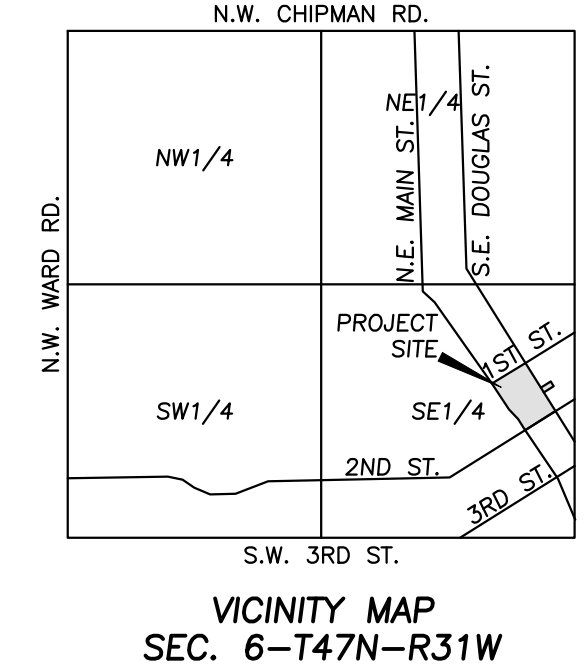 N.W. CHIPMAN RD.
NE1/4
NW1/4
N.W. WARD RD.
N.E. MAIN ST.
S.E. DOUGLAS ST.
PROJECT
SITE
1ST ST.
SW1/4
SE1/4
2ND ST.
3RD ST.
S.W. 3RD ST.
VICINITY MAP
SEC. 6-T47N-R31W